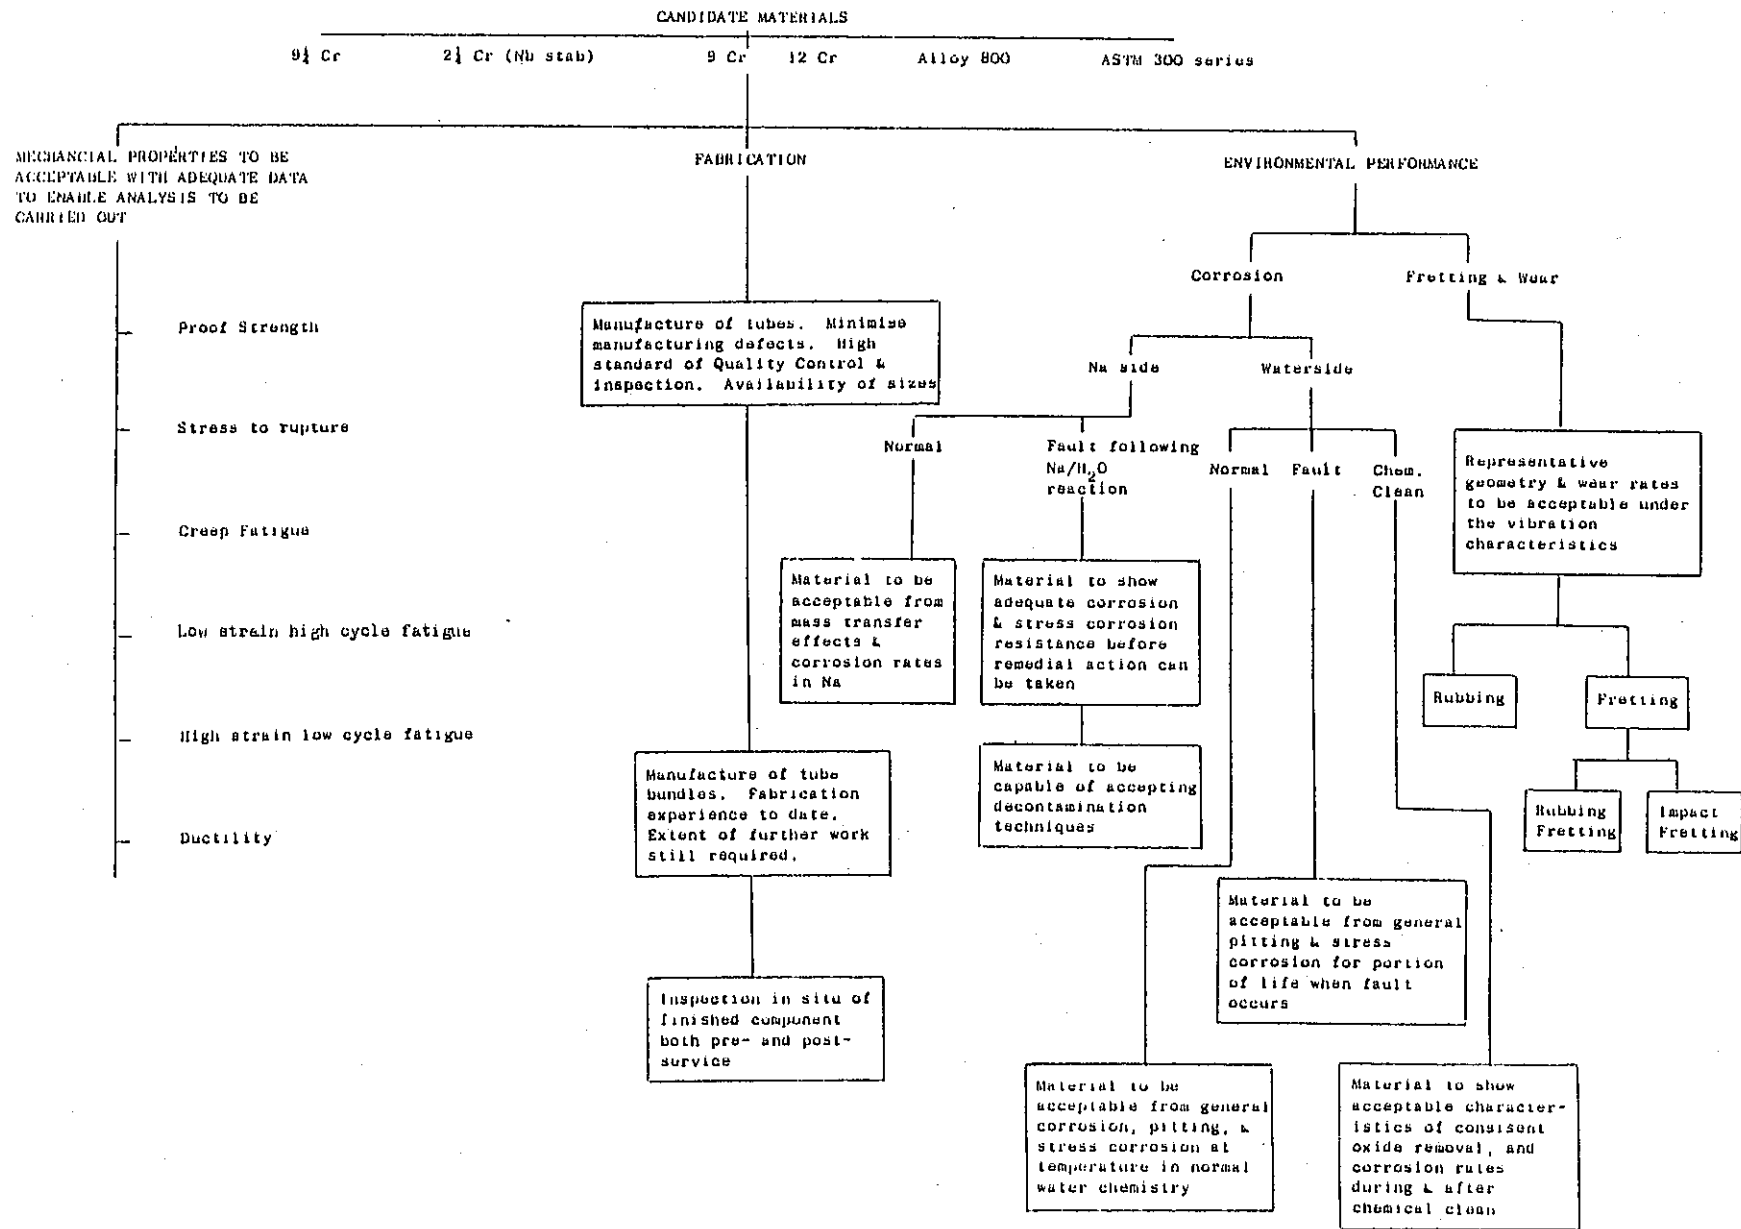 CANDIDATE MATERIALS
9¼ Cr 2¼ Cr (Nb stab) 9 Cr 12 Cr Alloy 800 ASTM 300 series
MECHANCIAL PROPERTIES TO BE
ACCEPTABLE WITH ADEQUATE DATA
TO ENABLE ANALYSIS TO BE
CARRIED OUT
Proof Strength
Stress to rupture
Creep Fatigue
Low strain high cycle fatigue
High strain low cycle fatigue
Ductility
FABRICATION
Manufacture of tubes. Minimise
manufacturing defects. High
standard of Quality Control &
inspection. Availability of sizes
Manufacture of tube
bundles. Fabrication
experience to date.
Extent of further work
still required.
Inspection in situ of
finished component
both pre- and post-
service
ENVIRONMENTAL PERFORMANCE
Corrosion
Fretting & Wear
Na side
Waterside
Normal
Fault following
Na/H₂O
reaction
Normal
Fault
Chem.
Clean
Material to be
acceptable from
mass transfer
effects &
corrosion rates
in Na
Material to show
adequate corrosion
& stress corrosion
resistance before
remedial action can
be taken
Material to be
capable of accepting
decontamination
techniques
Representative
geometry & wear rates
to be acceptable under
the vibration
characteristics
Rubbing
Fretting
Rubbing
Fretting
Impact
Fretting
Material to be
acceptable from general
pitting & stress
corrosion for portion
of life when fault
occurs
Material to be
acceptable from general
corrosion, pitting, &
stress corrosion at
temperature in normal
water chemistry
Material to show
acceptable character-
istics of consisent
oxide removal, and
corrosion rates
during & after
chemical clean